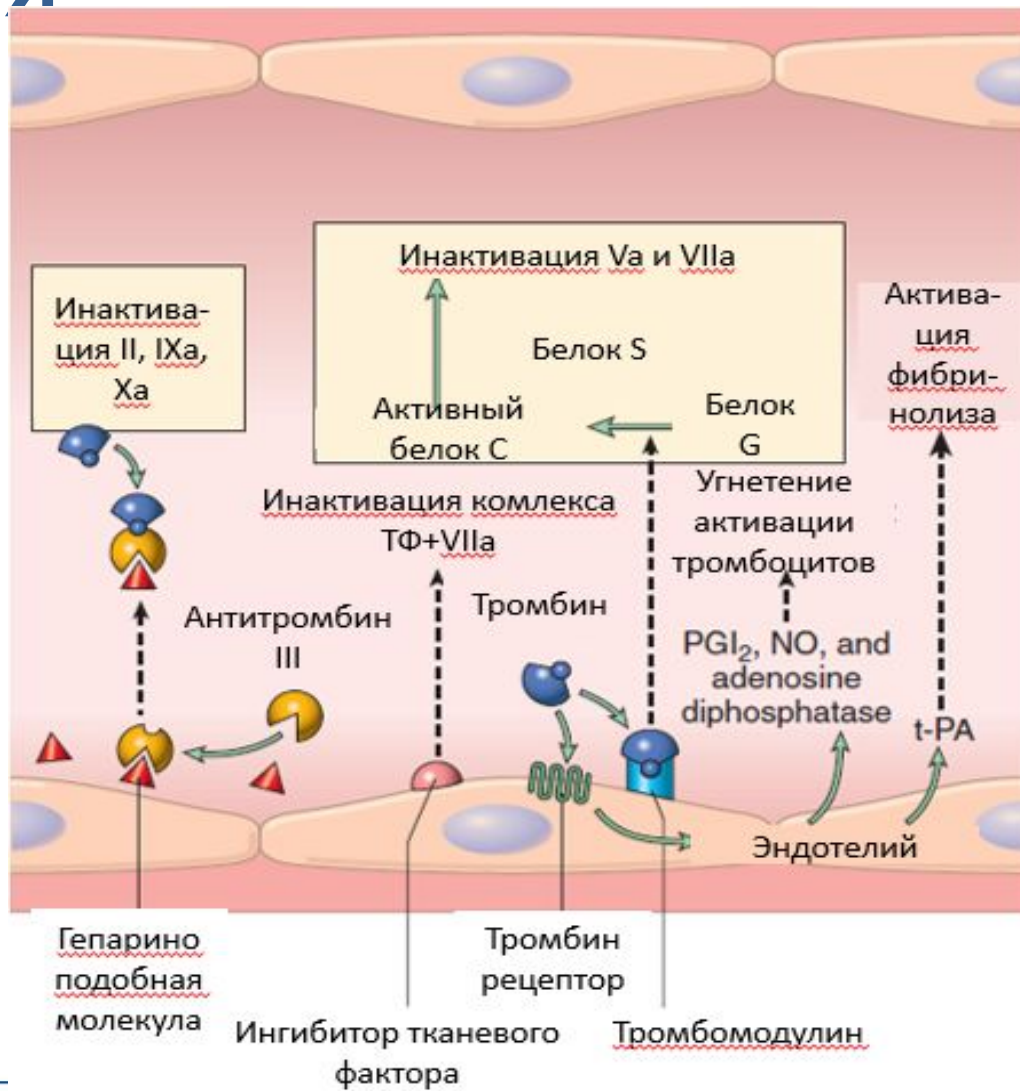 Я
Инактива-
ция II, IXa,
Xa
Инактивация Va и VIIa
Белок S
Активный
белок C
Белок
G
Актива-
ция
фибри-
нолиза
Инактивация комлекса
ТФ+VIIa
Угнетение
активации
тромбоцитов
Антитромбин
III
Тромбин
PGI₂, NO, and
adenosine
diphosphatase
t-PA
Эндотелий
Гепарино
подобная
молекула
Ингибитор тканевого
фактора
Тромбин
рецептор
Тромбомодулин